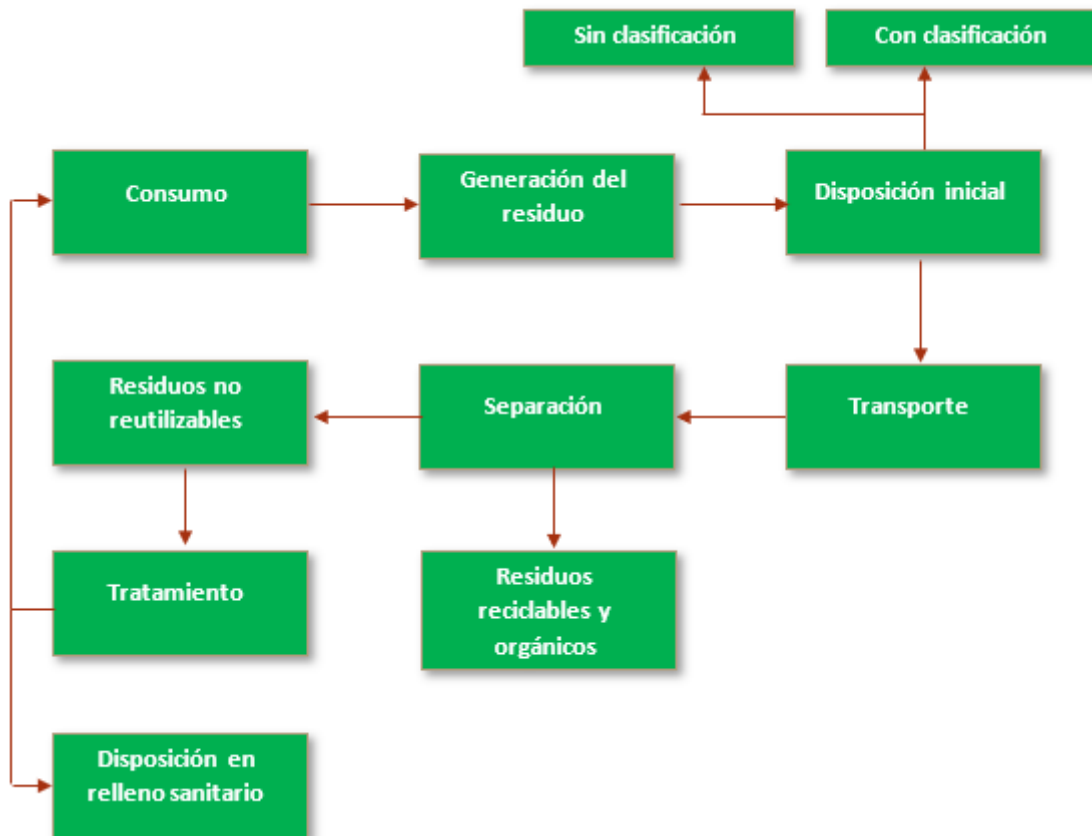 Sin clasificación
Con clasificación
Consumo
Generación del
residuo
Disposición inicial
Residuos no
reutilizables
Separación
Transporte
Tratamiento
Residuos
reciclables y
orgánicos
Disposición en
relleno sanitario